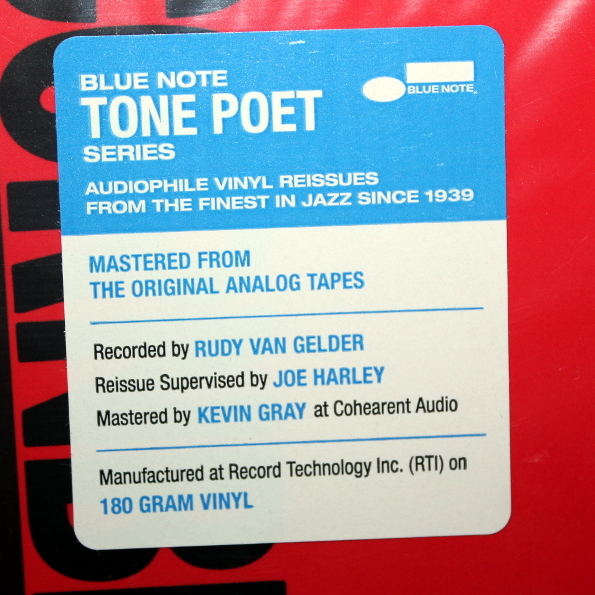 BLUE NOTE
TONE POET
SERIES
BLUE NOTE®
AUDIOPHILE VINYL REISSUES
FROM THE FINEST IN JAZZ SINCE 1939
MASTERED FROM
THE ORIGINAL ANALOG TAPES
Recorded by RUDY VAN GELDER
Reissue Supervised by JOE HARLEY
Mastered by KEVIN GRAY at Cohearent Audio
Manufactured at Record Technology Inc. (RTI) on
180 GRAM VINYL